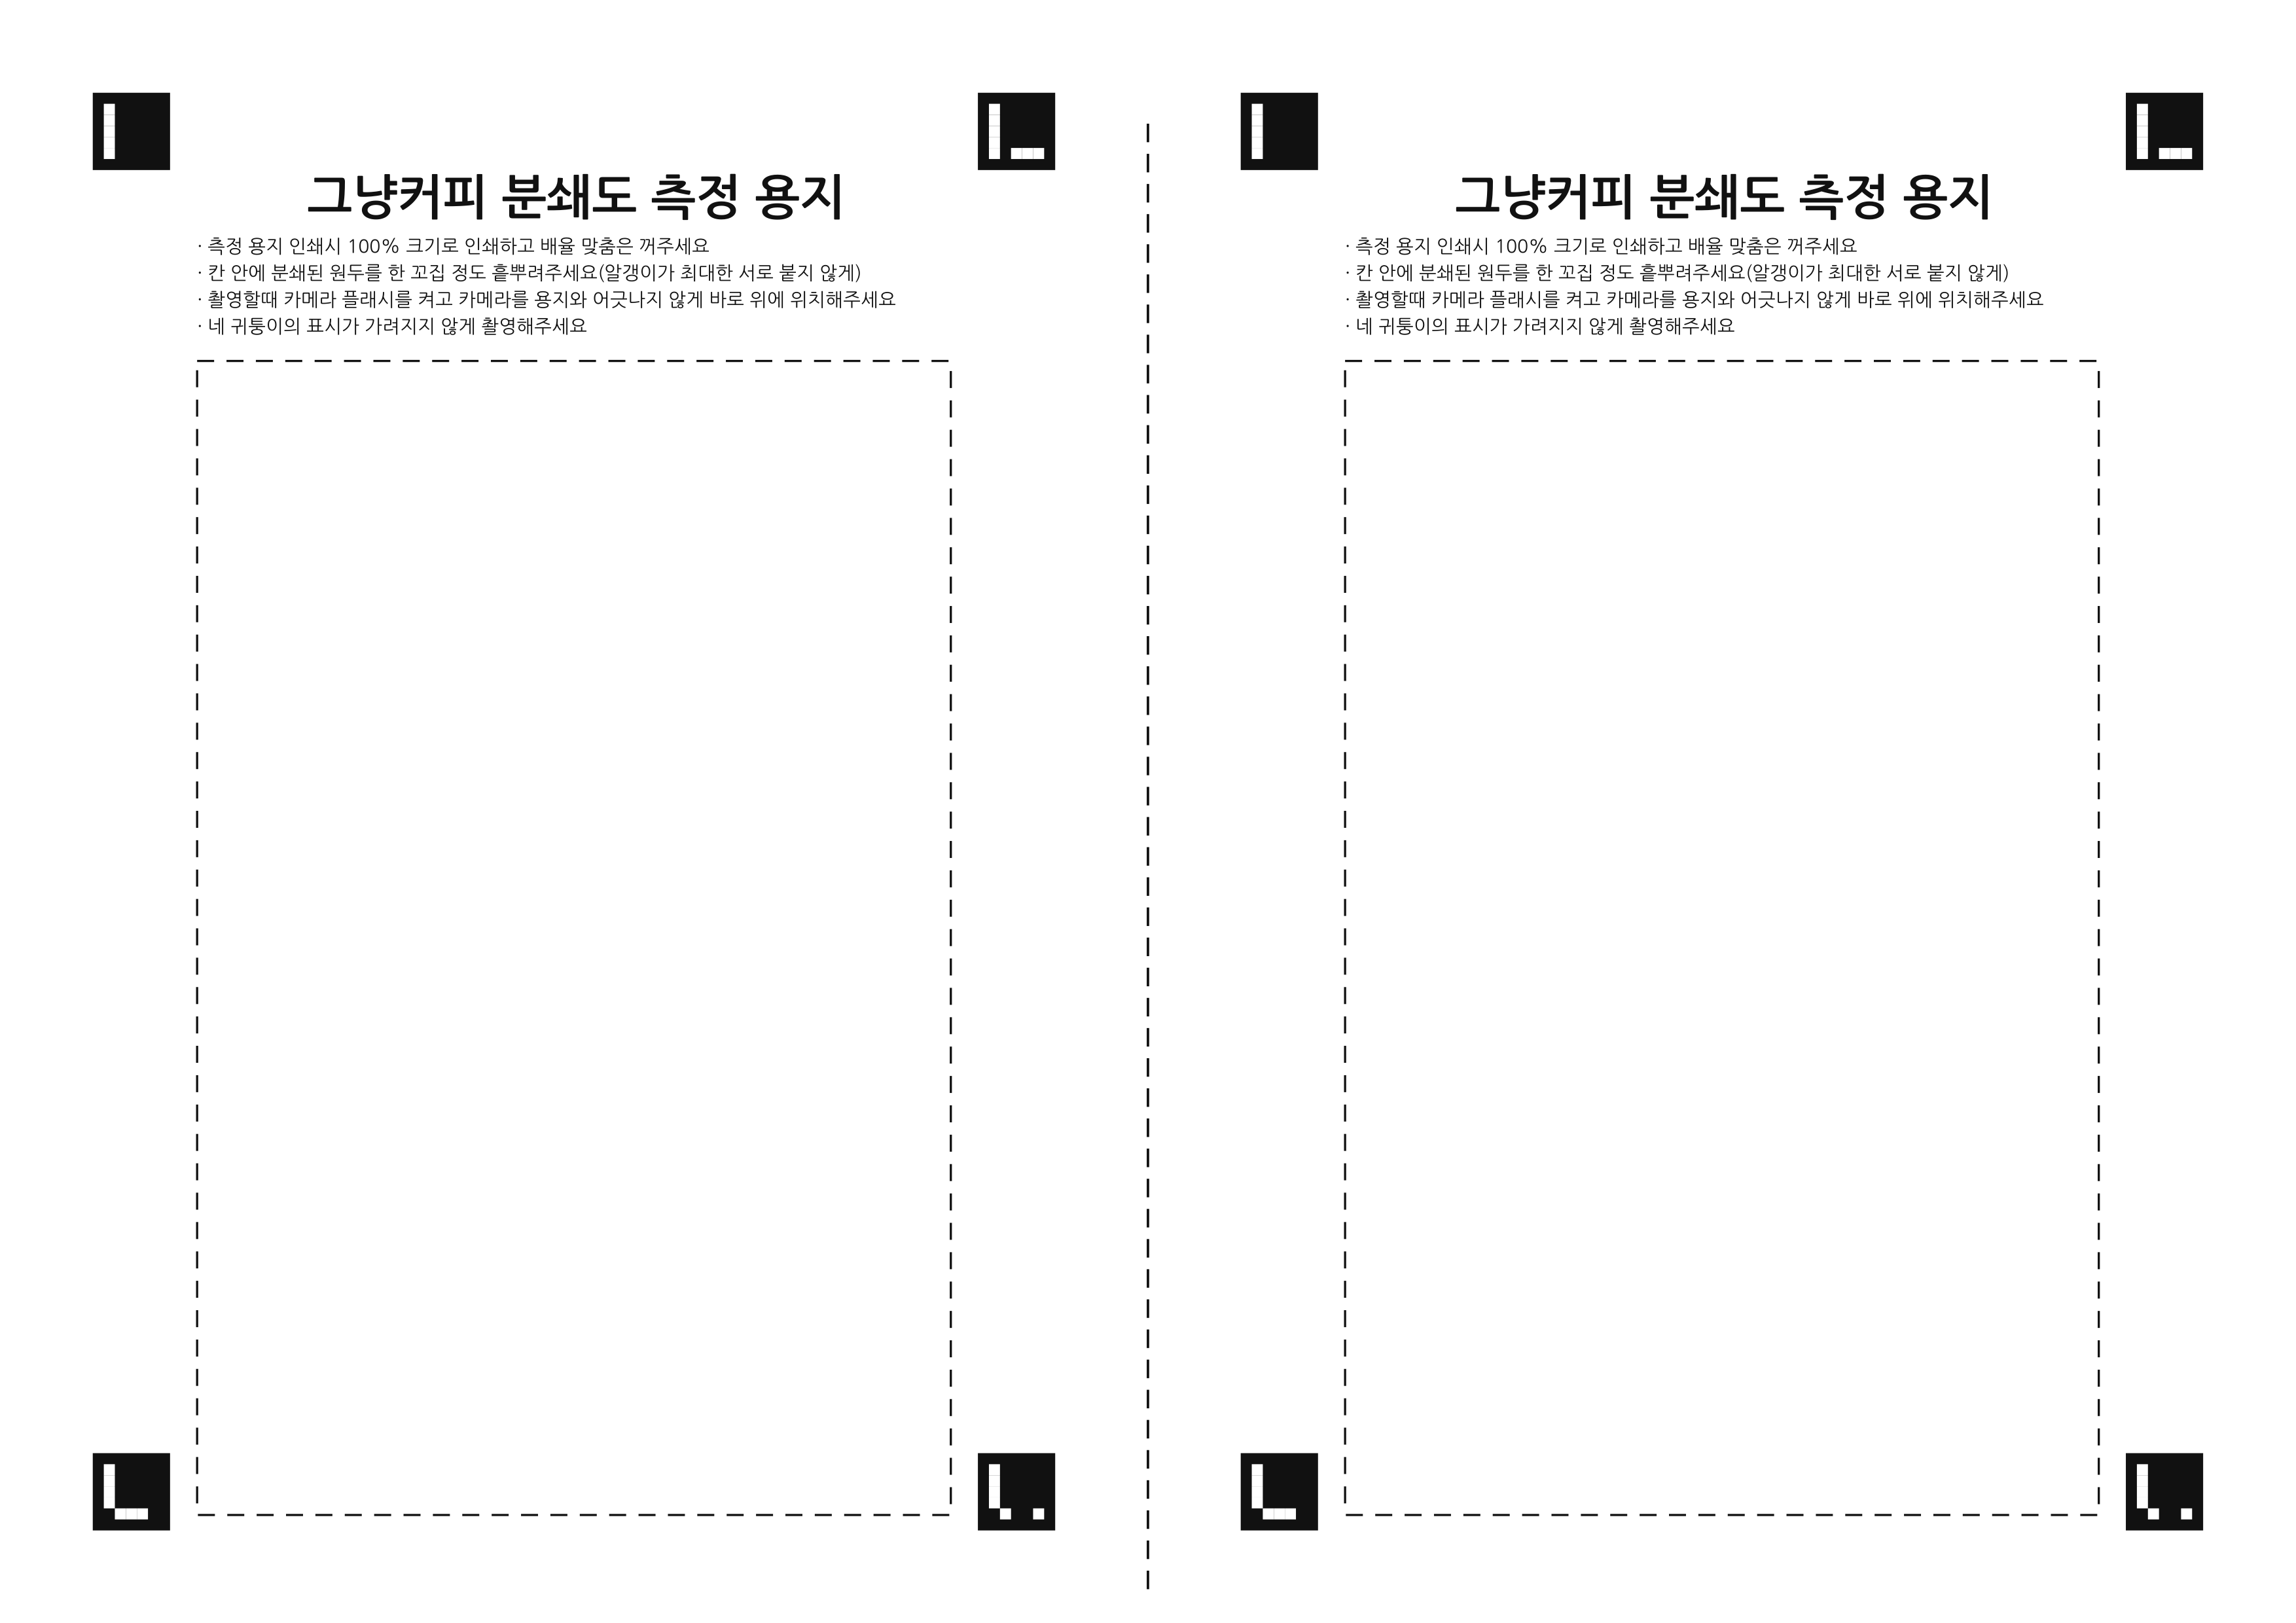 그냥커피 분쇄도 측정 용지
· 측정 용지 인쇄시 100% 크기로 인쇄하고 배율 맞춤은 꺼주세요
· 칸 안에 분쇄된 원두를 한 꼬집 정도 흩뿌려주세요(알갱이가 최대한 서로 붙지 않게)
· 촬영할때 카메라 플래시를 켜고 카메라를 용지와 어긋나지 않게 바로 위에 위치해주세요
· 네 귀퉁이의 표시가 가려지지 않게 촬영해주세요
그냥커피 분쇄도 측정 용지
· 측정 용지 인쇄시 100% 크기로 인쇄하고 배율 맞춤은 꺼주세요
· 칸 안에 분쇄된 원두를 한 꼬집 정도 흩뿌려주세요(알갱이가 최대한 서로 붙지 않게)
· 촬영할때 카메라 플래시를 켜고 카메라를 용지와 어긋나지 않게 바로 위에 위치해주세요
· 네 귀퉁이의 표시가 가려지지 않게 촬영해주세요